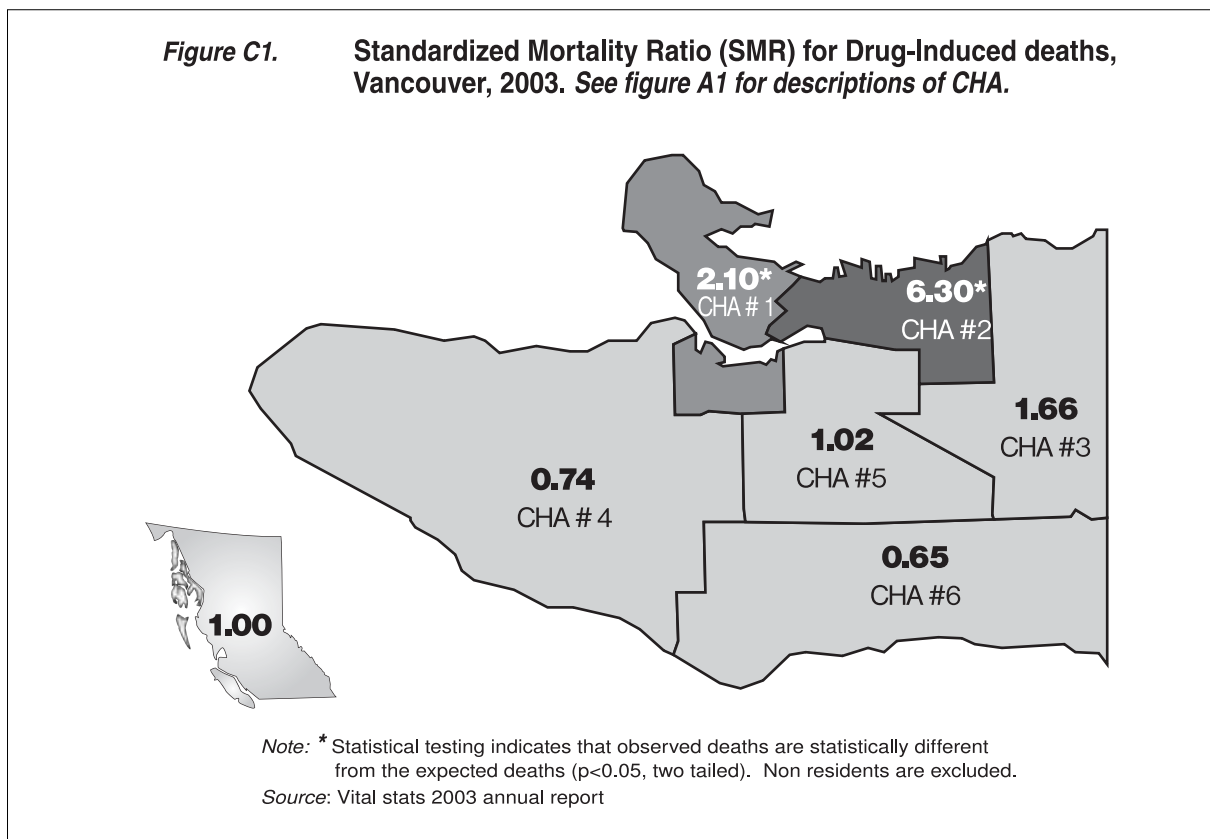 Figure C1. Standardized Mortality Ratio (SMR) for Drug-Induced deaths,
Vancouver, 2003. See figure A1 for descriptions of CHA.
2.10*
CHA # 1
6.30*
CHA #2
1.66
CHA #3
1.02
CHA #5
0.74
CHA # 4
0.65
CHA #6
1.00
Note: * Statistical testing indicates that observed deaths are statistically different
from the expected deaths (p<0.05, two tailed). Non residents are excluded.
Source: Vital stats 2003 annual report